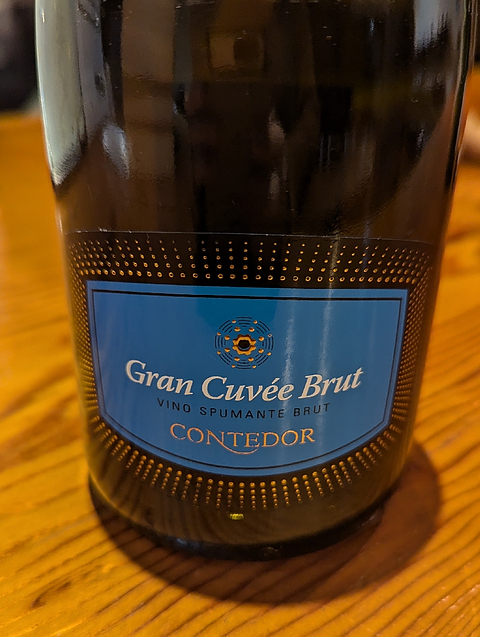 Gran Cuvée Brut
VINO SPUMANTE BRUT
CONTEDOR